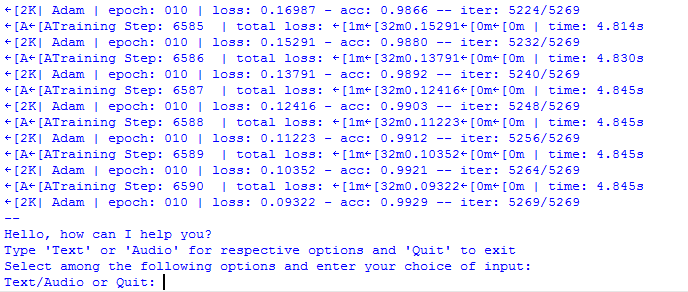 ←[2K| Adam | epoch: 010 | loss: 0.16987 - acc: 0.9866 -- iter: 5224/5269
←[A←[ATraining Step: 6585  | total loss: ←[1m←[32m0.15291←[0m←[0m | time: 4.814s
←[2K| Adam | epoch: 010 | loss: 0.15291 - acc: 0.9880 -- iter: 5232/5269
←[A←[ATraining Step: 6586  | total loss: ←[1m←[32m0.13791←[0m←[0m | time: 4.830s
←[2K| Adam | epoch: 010 | loss: 0.13791 - acc: 0.9892 -- iter: 5240/5269
←[A←[ATraining Step: 6587  | total loss: ←[1m←[32m0.12416←[0m←[0m | time: 4.845s
←[2K| Adam | epoch: 010 | loss: 0.12416 - acc: 0.9903 -- iter: 5248/5269
←[A←[ATraining Step: 6588  | total loss: ←[1m←[32m0.11223←[0m←[0m | time: 4.845s
←[2K| Adam | epoch: 010 | loss: 0.11223 - acc: 0.9912 -- iter: 5256/5269
←[A←[ATraining Step: 6589  | total loss: ←[1m←[32m0.10352←[0m←[0m | time: 4.845s
←[2K| Adam | epoch: 010 | loss: 0.10352 - acc: 0.9921 -- iter: 5264/5269
←[A←[ATraining Step: 6590  | total loss: ←[1m←[32m0.09322←[0m←[0m | time: 4.845s
←[2K| Adam | epoch: 010 | loss: 0.09322 - acc: 0.9929 -- iter: 5269/5269
--
Hello, how can I help you?
Type 'Text' or 'Audio' for respective options and 'Quit' to exit
Select among the following options and enter your choice of input:
Text/Audio or Quit: